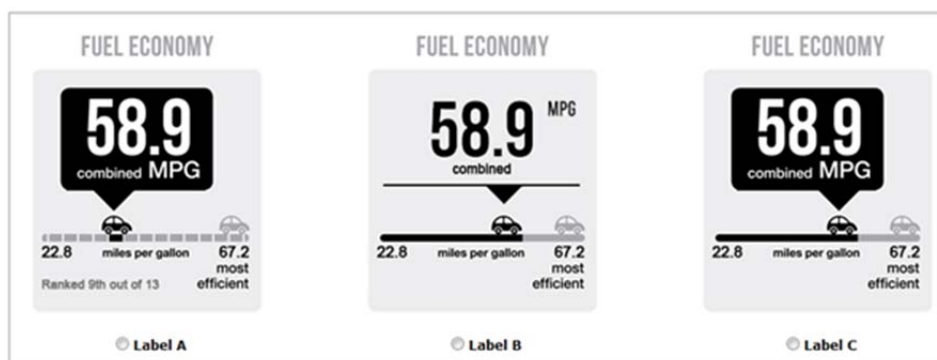 FUEL ECONOMY
58.9
combined MPG
22.8 miles per gallon 67.2
most
Ranked 9th out of 13 efficient
Label A
FUEL ECONOMY
58.9 MPG
combined
22.8 miles per gallon 67.2
most
efficient
Label B
FUEL ECONOMY
58.9
combined MPG
22.8 miles per gallon 67.2
most
efficient
Label C